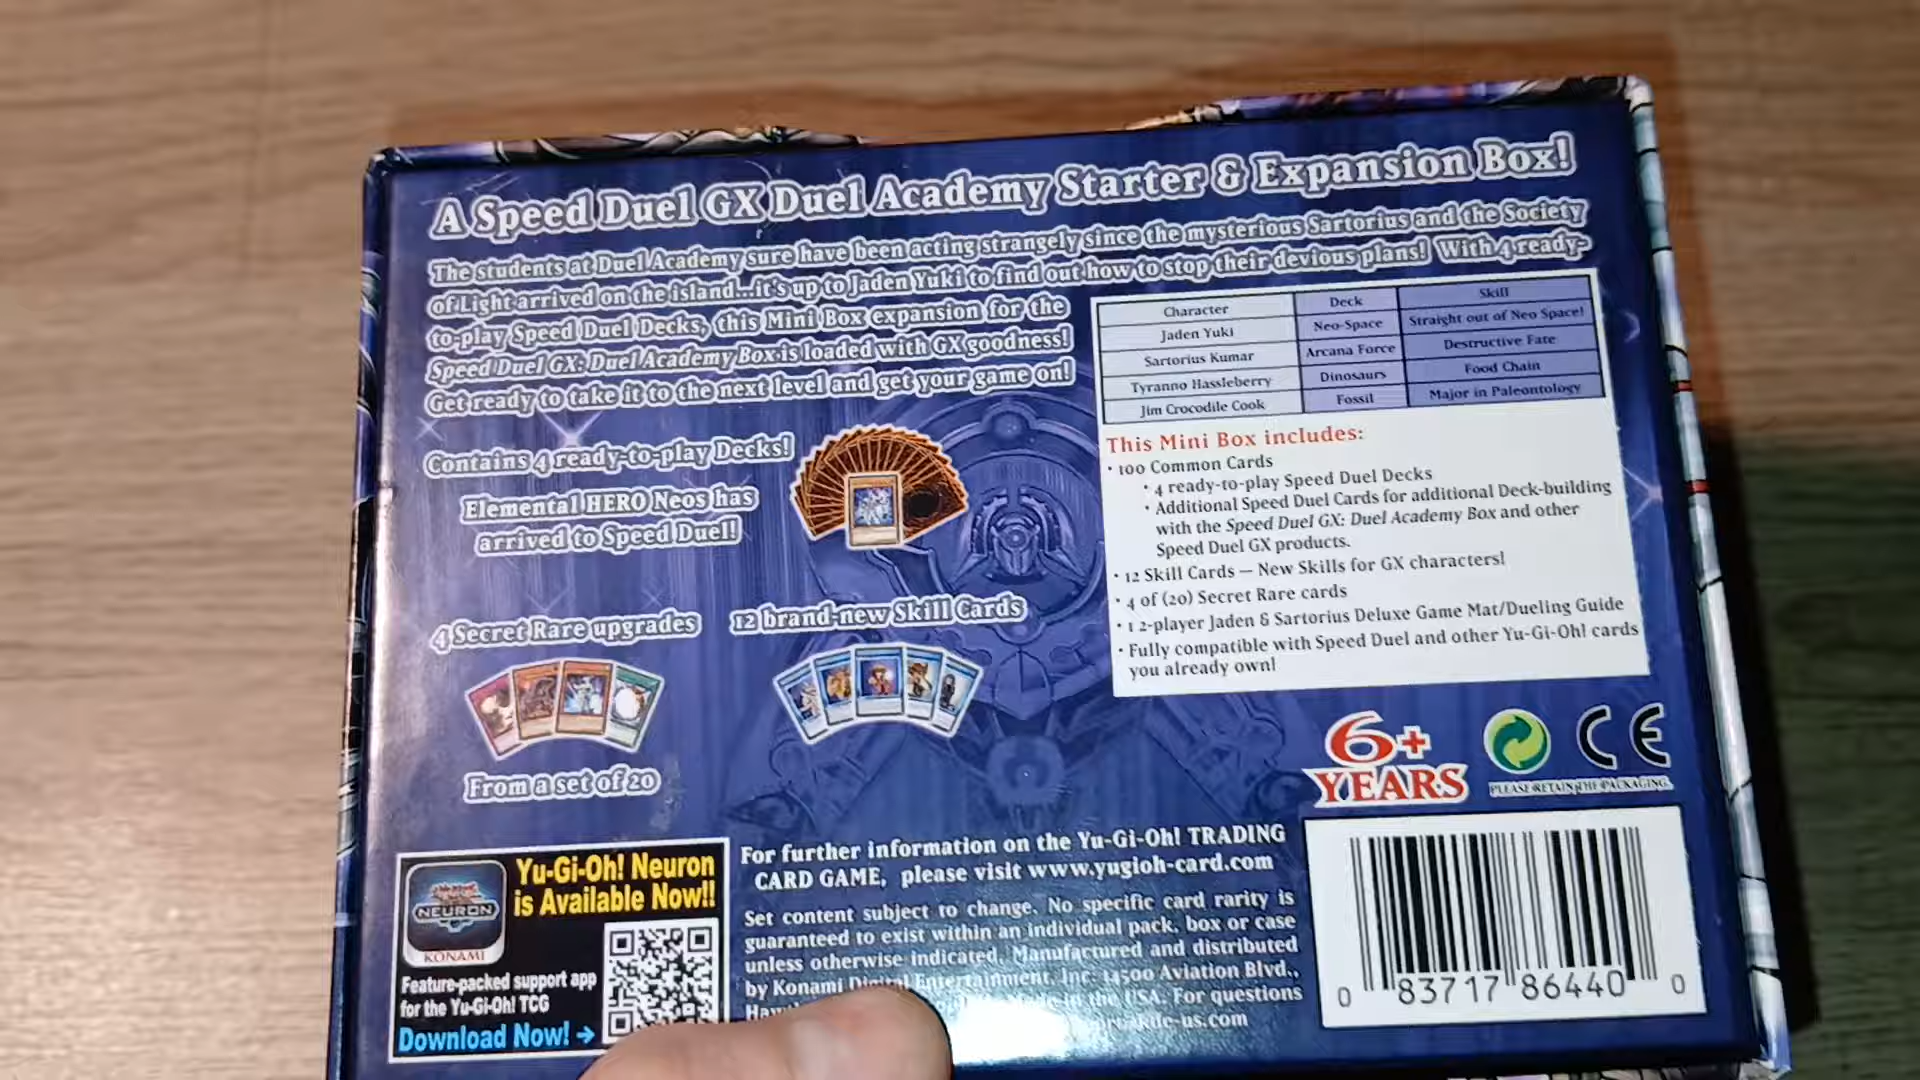 A Speed Duel GX Duel Academy Starter & Expansion Box!
The students at Duel Academy sure have been acting strangely since the mysterious Sartorius and the Society
of Light arrived on the island...it's up to Jaden Yuki to find out how to stop their devious plans! With 4 ready-
to-play Speed Duel Decks, this Mini Box expansion for the
Speed Duel GX: Duel Academy Box is loaded with GX goodness!
Get ready to take it to the next level and get your game on!
Character Deck Skill
Jaden Yuki Neo-Space Straight out of Neo Space!
Sartorius Kumar Arcana Force Destructive Fate
Tyranno Hassleberry Dinosaurs Food Chain
Jim Crocodile Cook Fossil Major in Paleontology
Contains 4 ready-to-play Decks!
Elemental HERO Neos has
arrived to Speed Duel!
4 Secret Rare upgrades
From a set of 20
12 brand-new Skill Cards
This Mini Box includes:
• 100 Common Cards
• 4 ready-to-play Speed Duel Decks
• Additional Speed Duel Cards for additional Deck-building
with the Speed Duel GX: Duel Academy Box and other
Speed Duel GX products.
• 12 Skill Cards — New Skills for GX characters!
• 4 of (20) Secret Rare cards
• 1 2-player Jaden & Sartorius Deluxe Game Mat/Dueling Guide
• Fully compatible with Speed Duel and other Yu-Gi-Oh! cards
you already own!
6+
YEARS
CE
PLEASE RETAIN THE PACKAGING.
Yu-Gi-Oh! Neuron
is Available Now!!
NEURON
KONAMI
Feature-packed support app
for the Yu-Gi-Oh! TCG
Download Now! →
For further information on the Yu-Gi-Oh! TRADING
CARD GAME, please visit www.yugioh-card.com
Set content subject to change. No specific card rarity is
guaranteed to exist within an individual pack, box or case
unless otherwise indicated. Manufactured and distributed
by Konami Digital Entertainment, Inc. 14500 Aviation Blvd.,
in the USA. For questions
0 83717 86440 0